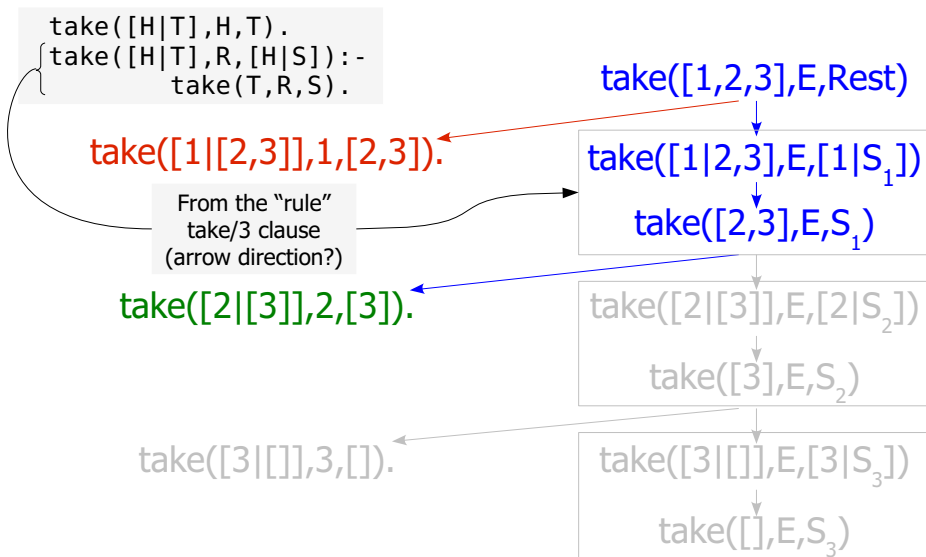 take([H|T],H,T).
take([H|T],R,[H|S]):-
take(T,R,S).
take([1,2,3],E,Rest)
take([1|[2,3]],1,[2,3]).
take([1|2,3],E,[1|S₁])
From the “rule”
take/3 clause
(arrow direction?)
take([2,3],E,S₁)
take([2|[3]],2,[3]).
take([2|[3]],E,[2|S₂])
take([3],E,S₂)
take([3|[]],3,[]).
take([3|[]],E,[3|S₃])
take([],E,S₃)